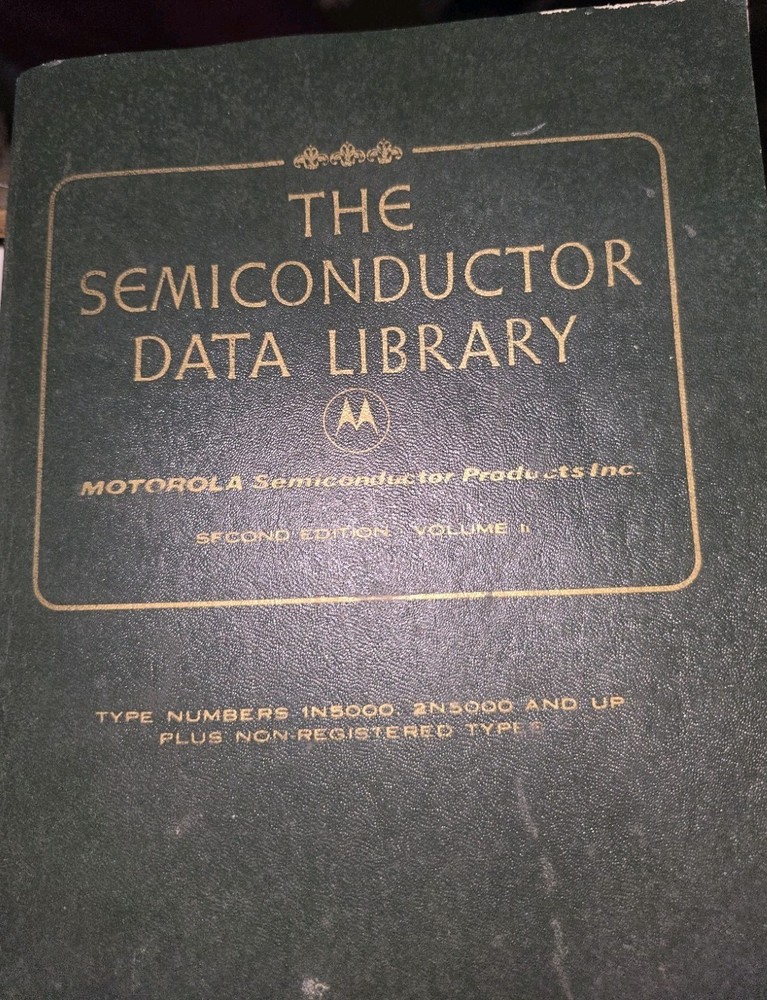 THE
SEMICONDUCTOR
DATA LIBRARY
MOTOROLA Semiconductor Products Inc.
SECOND EDITION VOLUME II
TYPE NUMBERS 1N5000, 2N5000 AND UP
PLUS NON-REGISTERED TYPES